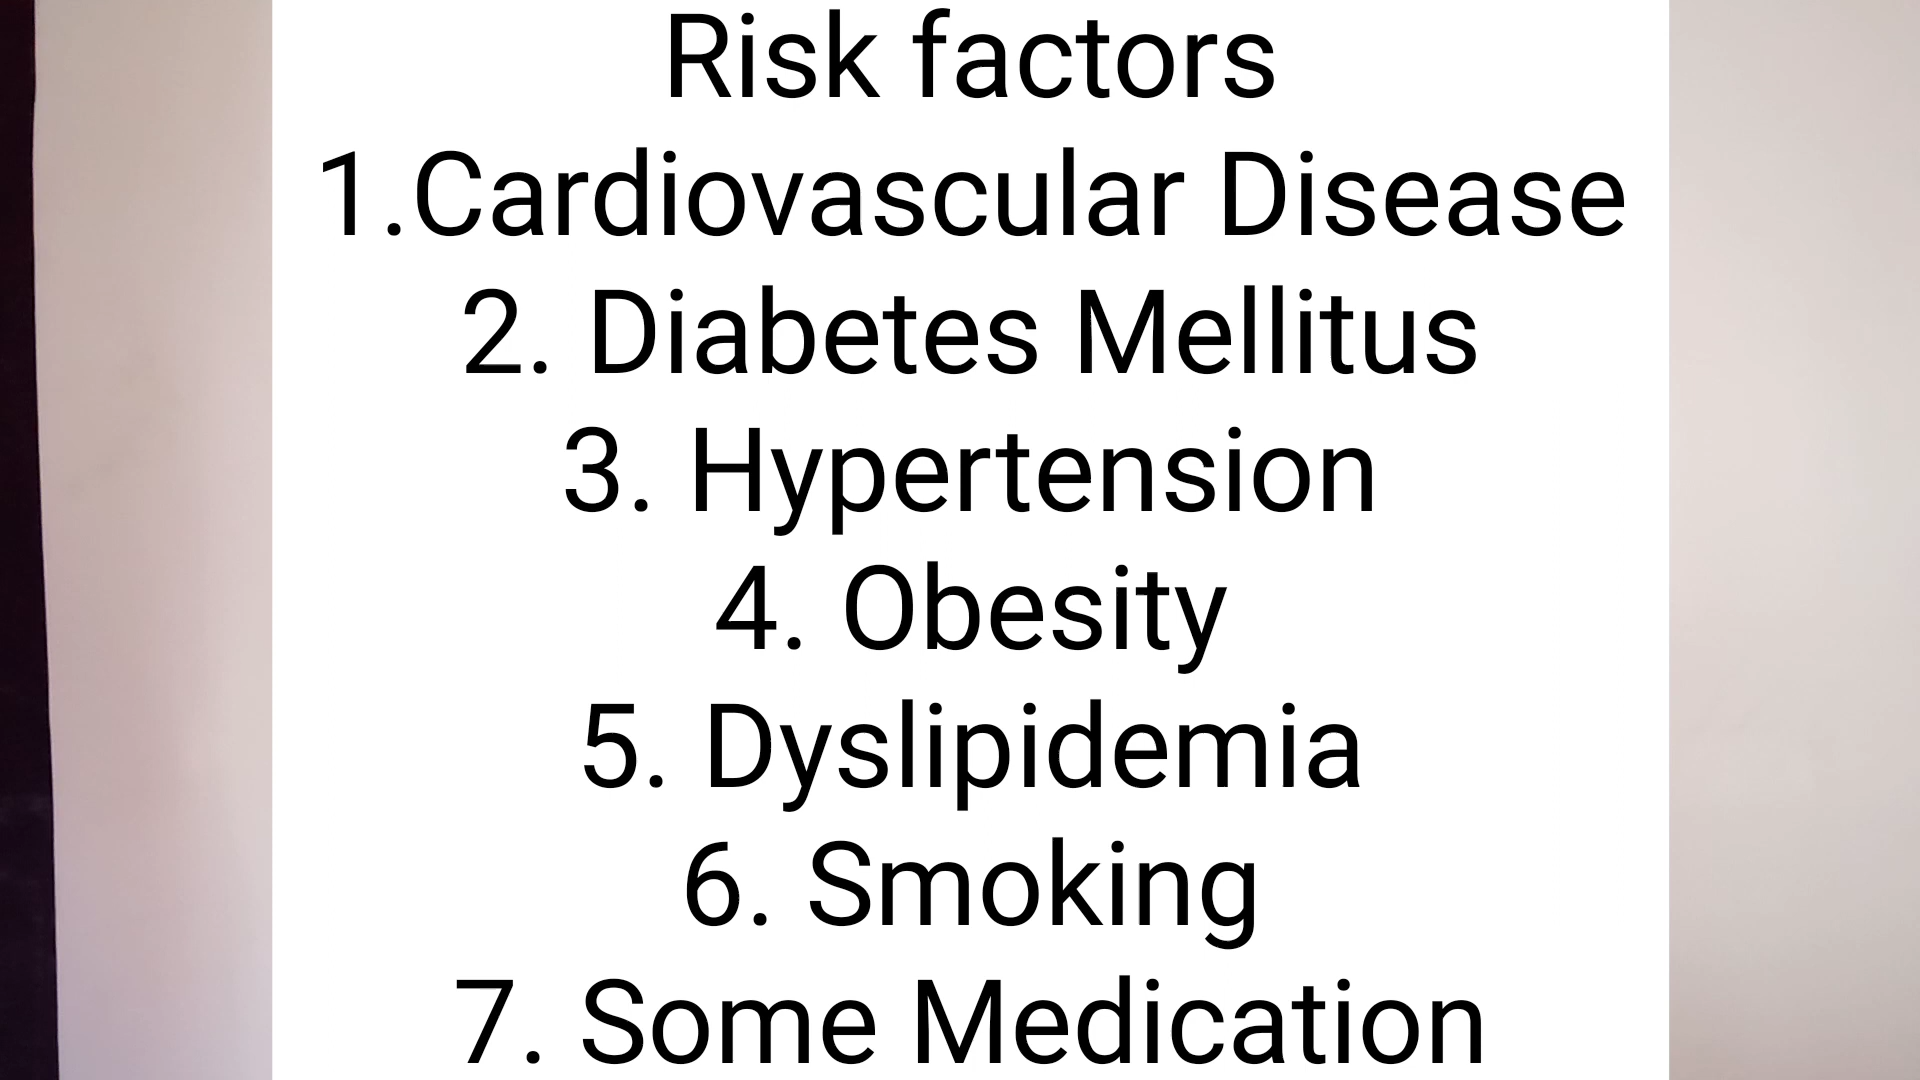 Risk factors
1.Cardiovascular Disease
2. Diabetes Mellitus
3. Hypertension
4. Obesity
5. Dyslipidemia
6. Smoking
7. Some Medication